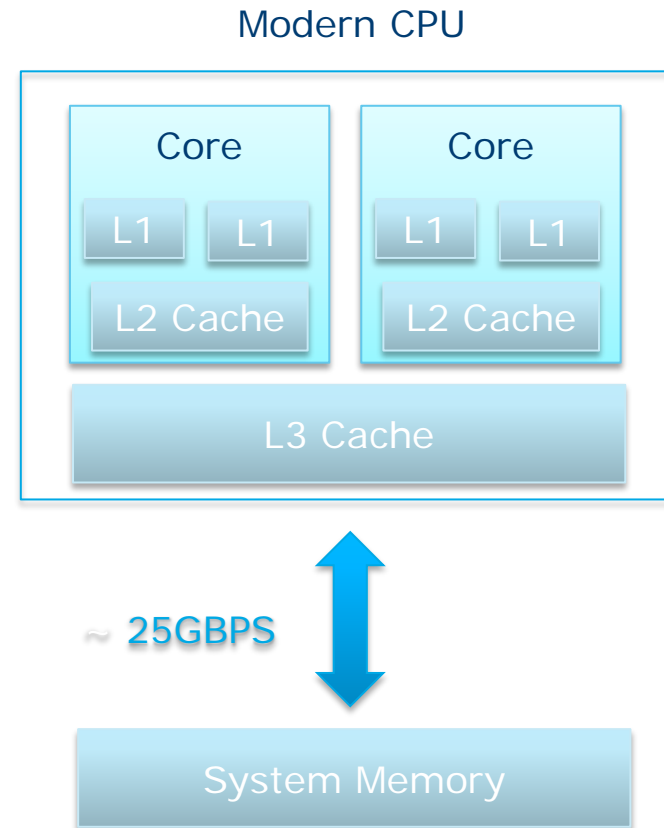 Modern CPU
Core Core
L1 L1 L1 L1
L2 Cache L2 Cache
L3 Cache
~ 25GBPS
System Memory